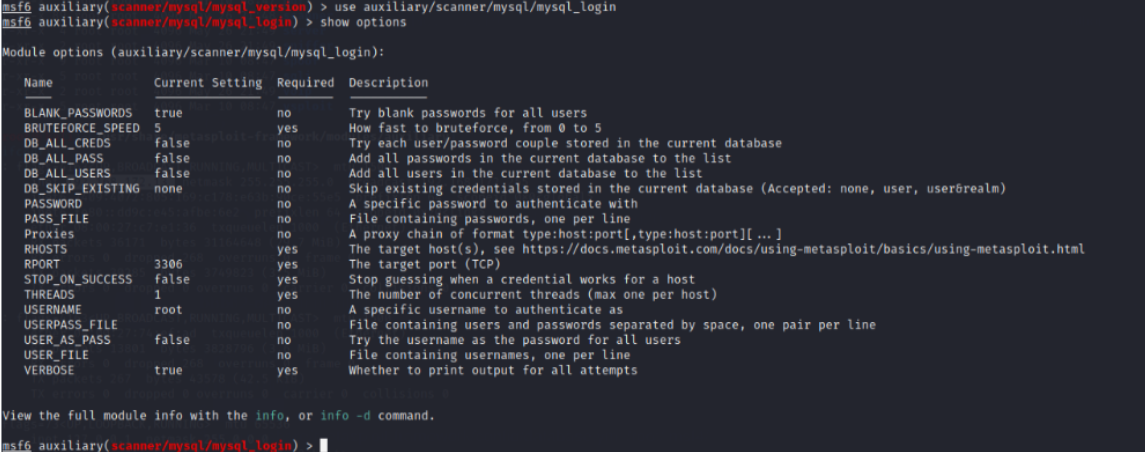 msf6 auxiliary(scanner/mysql/mysql_version) > use auxiliary/scanner/mysql/mysql_login
msf6 auxiliary(scanner/mysql/mysql_login) > show options
Module options (auxiliary/scanner/mysql/mysql_login):
Name Current Setting Required Description
BLANK_PASSWORDS true no Try blank passwords for all users
BRUTEFORCE_SPEED 5 yes How fast to bruteforce, from 0 to 5
DB_ALL_CREDS false no Try each user/password couple stored in the current database
DB_ALL_PASS false no Add all passwords in the current database to the list
DB_ALL_USERS false no Add all users in the current database to the list
DB_SKIP_EXISTING none no Skip existing credentials stored in the current database (Accepted: none, user, user&realm)
PASSWORD no A specific password to authenticate with
PASS_FILE no File containing passwords, one per line
Proxies no A proxy chain of format type:host:port[,type:host:port][ ... ]
RHOSTS yes The target host(s), see https://docs.metasploit.com/docs/using-metasploit/basics/using-metasploit.html
RPORT 3306 yes The target port (TCP)
STOP_ON_SUCCESS false yes Stop guessing when a credential works for a host
THREADS 1 yes The number of concurrent threads (max one per host)
USERNAME root no A specific username to authenticate as
USERPASS_FILE no File containing users and passwords separated by space, one pair per line
USER_AS_PASS false no Try the username as the password for all users
USER_FILE no File containing usernames, one per line
VERBOSE true yes Whether to print output for all attempts
View the full module info with the info, or info -d command.
msf6 auxiliary(scanner/mysql/mysql_login) >